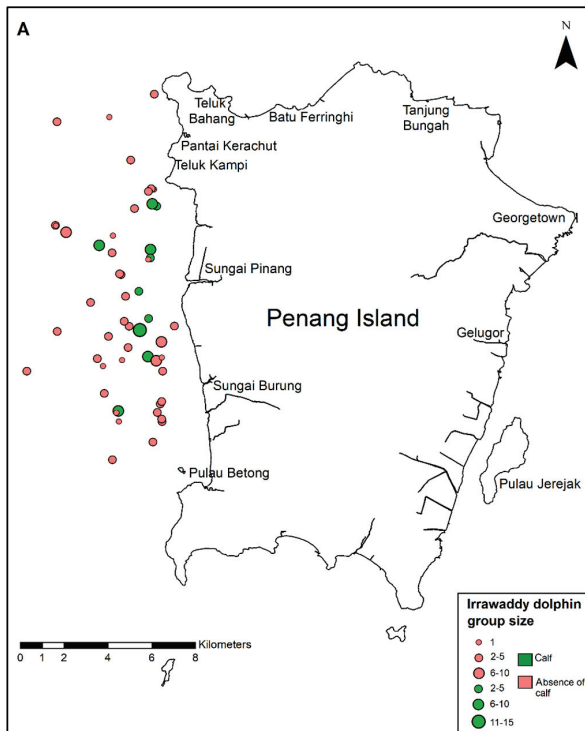 A
N
Teluk
Bahang
Batu Ferringhi
Tanjung
Bungah
Pantai Kerachut
Teluk Kampi
Georgetown
Sungai Pinang
Penang Island
Gelugor
Sungai Burung
Pulau Betong
Pulau Jerejak
Kilometers
0 1 2 4 6 8
Irrawaddy dolphin
group size
1
2-5
6-10
2-5
6-10
11-15
Calf
Absence of
calf